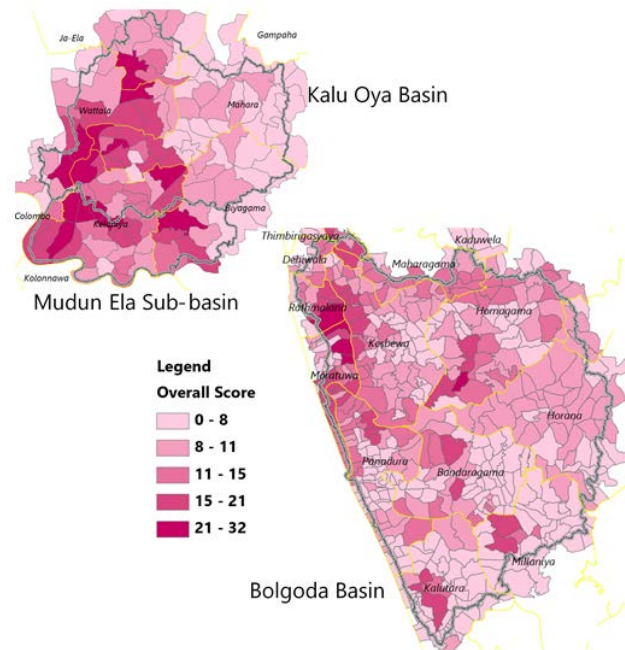 Ja-Ela
Gampaha
Kalu Oya Basin
Wattala
Mahara
Colombo
Kelaniya
Biyagama
Kolonnawa
Mudun Ela Sub-basin
Thimbirigasyaya
Kaduwela
Dehiwala
Maharagama
Rathmalana
Homagama
Kesbewa
Moratuwa
Horana
Panadura
Bandaragama
Millaniya
Kalutara
Bolgoda Basin
Legend
Overall Score
0 - 8
8 - 11
11 - 15
15 - 21
21 - 32